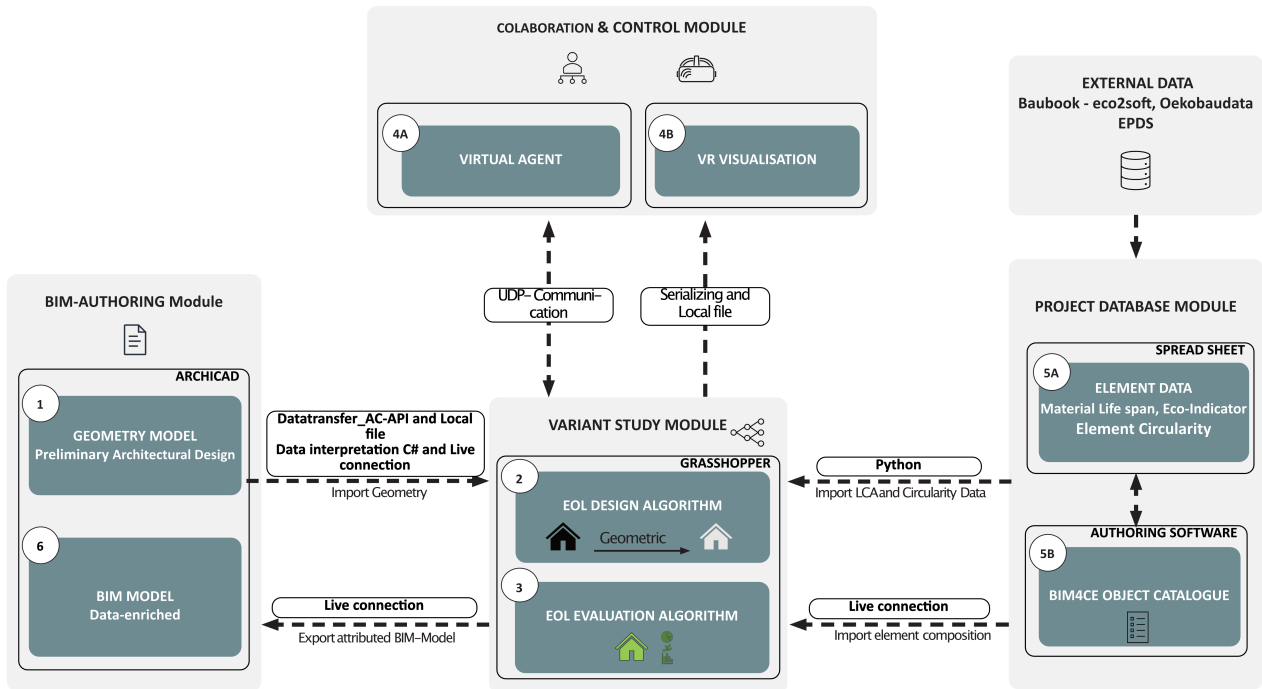 COLABORATION & CONTROL MODULE
4A
VIRTUAL AGENT
4B
VR VISUALISATION
EXTERNAL DATA
Baubook - eco2soft, Oekobaudata
EPDS
UDP– Communi–
cation
Serializing and
Local file
BIM-AUTHORING Module
ARCHICAD
1
GEOMETRY MODEL
Preliminary Architectural Design
6
BIM MODEL
Data-enriched
Datatransfer_AC-API and Local
file
Data interpretation C# and Live
connection
Import Geometry
Live connection
Export attributed BIM–Model
VARIANT STUDY MODULE
GRASSHOPPER
2
EOL DESIGN ALGORITHM
Geometric
3
EOL EVALUATION ALGORITHM
Python
Import LCA and Circularity Data
Live connection
Import element composition
PROJECT DATABASE MODULE
SPREAD SHEET
5A
ELEMENT DATA
Material Life span, Eco-Indicator
Element Circularity
AUTHORING SOFTWARE
5B
BIM4CE OBJECT CATALOGUE